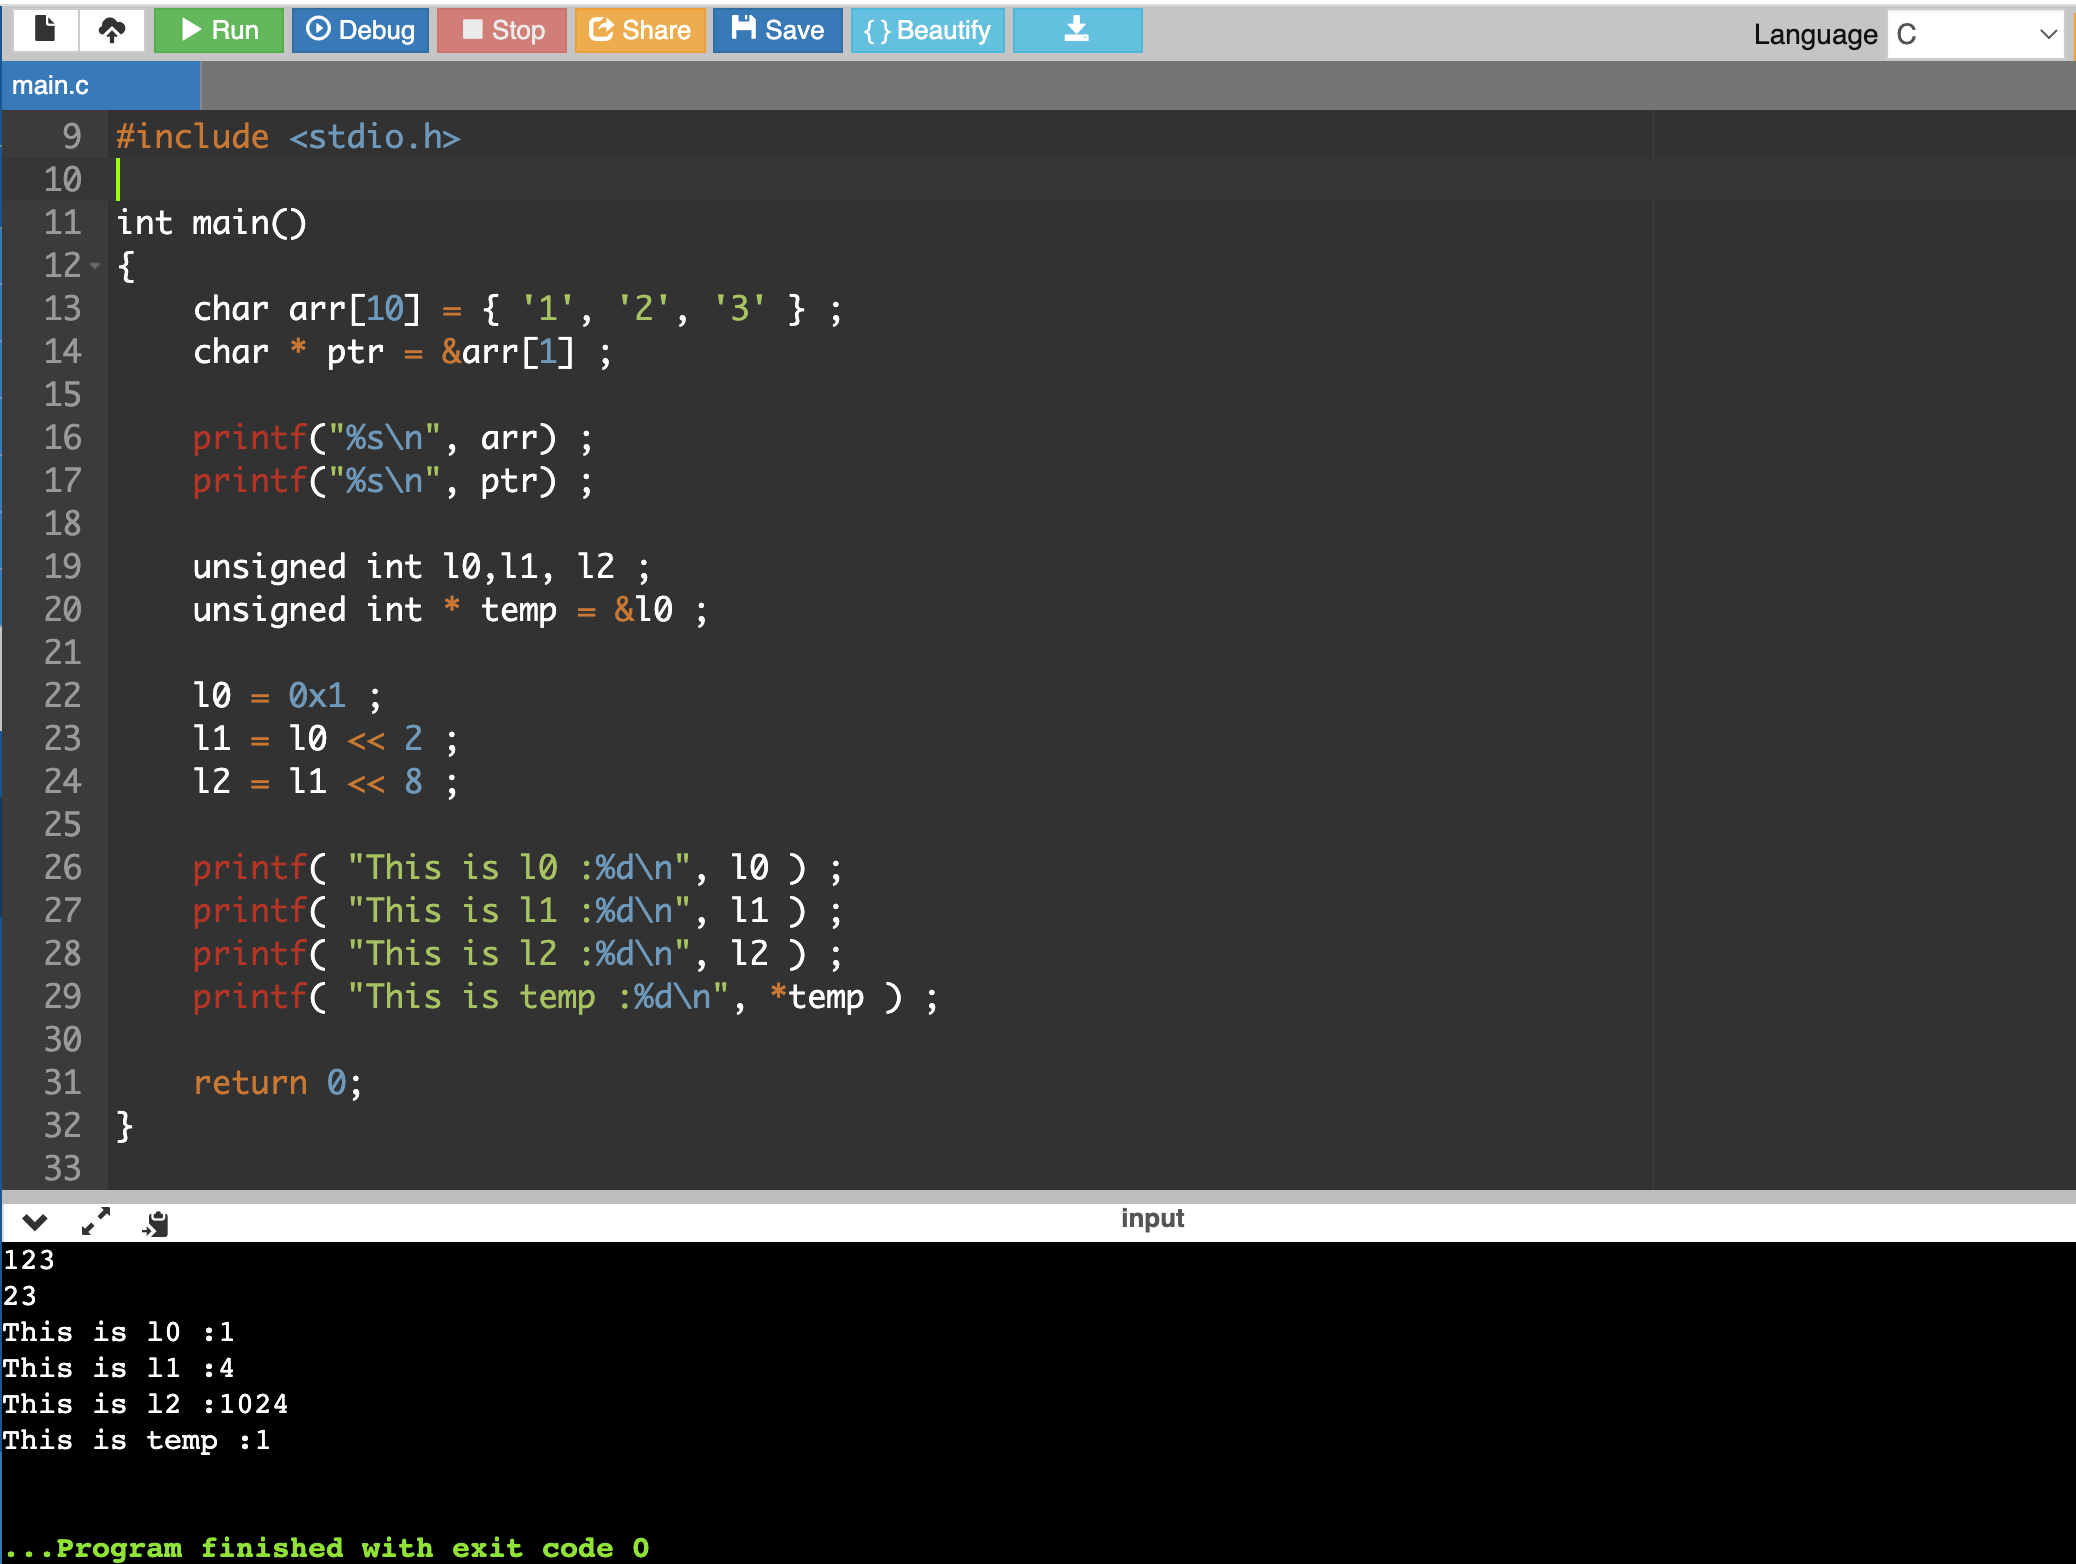 Run Debug Stop Share Save { } Beautify Language C
main.c
9 #include <stdio.h>
10
11 int main()
12 {
13     char arr[10] = { '1', '2', '3' } ;
14     char * ptr = &arr[1] ;
15
16     printf("%s\n", arr) ;
17     printf("%s\n", ptr) ;
18
19     unsigned int l0,l1, l2 ;
20     unsigned int * temp = &l0 ;
21
22     l0 = 0x1 ;
23     l1 = l0 << 2 ;
24     l2 = l1 << 8 ;
25
26     printf( "This is l0 :%d\n", l0 ) ;
27     printf( "This is l1 :%d\n", l1 ) ;
28     printf( "This is l2 :%d\n", l2 ) ;
29     printf( "This is temp :%d\n", *temp ) ;
30
31     return 0;
32 }
33
input
123
23
This is l0 :1
This is l1 :4
This is l2 :1024
This is temp :1
...Program finished with exit code 0